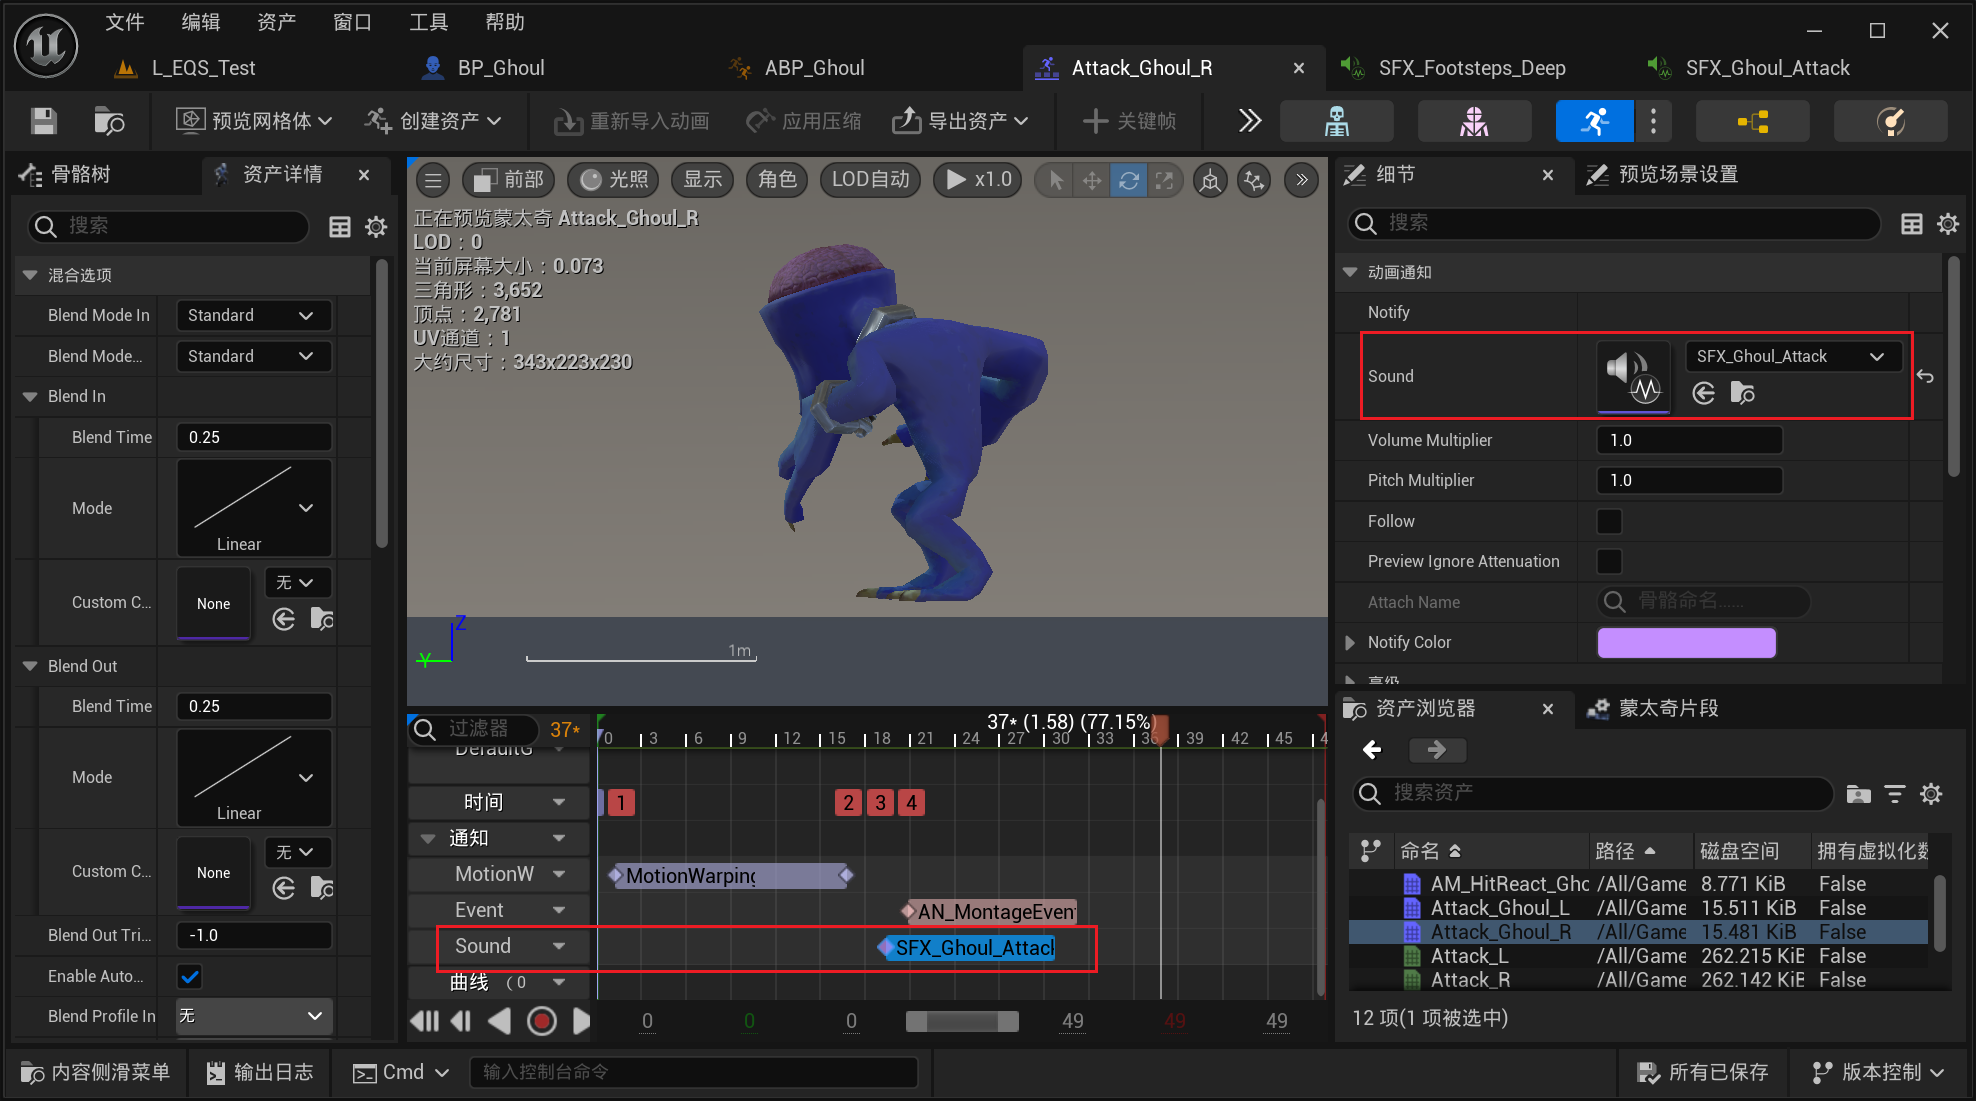 文件 编辑 资产 窗口 工具 帮助
L_EQS_Test BP_Ghoul ABP_Ghoul Attack_Ghoul_R SFX_Footsteps_Deep SFX_Ghoul_Attack
预览网格体 创建资产 重新导入动画 应用压缩 导出资产 关键帧
骨骼树 资产详情
搜索
混合选项
Blend Mode In Standard
Blend Mode... Standard
Blend In
Blend Time 0.25
Mode Linear
Custom C... None 无
Blend Out
Blend Time 0.25
Mode Linear
Custom C... None 无
Blend Out Tri... -1.0
Enable Auto...
Blend Profile In 无
前部 光照 显示 角色 LOD自动 x1.0
正在预览蒙太奇 Attack_Ghoul_R
LOD：0
当前屏幕大小：0.073
三角形：3,652
顶点：2,781
UV通道：1
大约尺寸：343x223x230
Z
Y
1m
过滤器 37*
37* (1.58) (77.15%)
0 3 6 9 12 15 18 21 24 27 30 33 36 39 42 45 4
DefaultG
时间 1 2 3 4
通知
MotionW MotionWarping
Event AN_MontageEven
Sound SFX_Ghoul_Attack
曲线 (0
0 0 0 49 49 49
细节 预览场景设置
搜索
动画通知
Notify
Sound SFX_Ghoul_Attack
Volume Multiplier 1.0
Pitch Multiplier 1.0
Follow
Preview Ignore Attenuation
Attach Name 骨骼命名......
Notify Color
高级
资产浏览器 蒙太奇片段
搜索资产
命名 路径 磁盘空间 拥有虚拟化数
AM_HitReact_Gho /All/Game 8.771 KiB False
Attack_Ghoul_L /All/Game 15.511 KiB False
Attack_Ghoul_R /All/Game 15.481 KiB False
Attack_L /All/Game 262.215 KiB False
Attack_R /All/Game 262.142 KiB False
12 项(1 项被选中)
内容侧滑菜单 输出日志 Cmd 输入控制台命令 所有已保存 版本控制